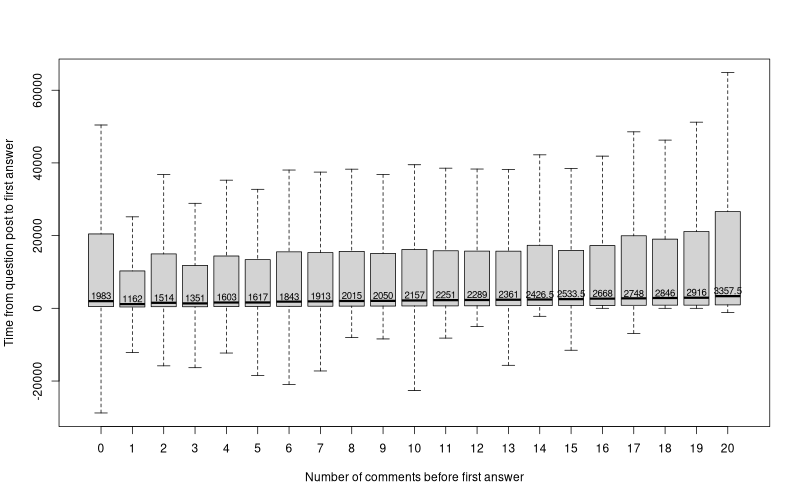 Time from question post to first answer
60000
40000
20000
0
-20000
1983 1162 1514 1351 1603 1617 1843 1913 2015 2050 2157 2251 2289 2361 2426.5 2533.5 2668 2748 2846 2916 3357.5
0 1 2 3 4 5 6 7 8 9 10 11 12 13 14 15 16 17 18 19 20
Number of comments before first answer